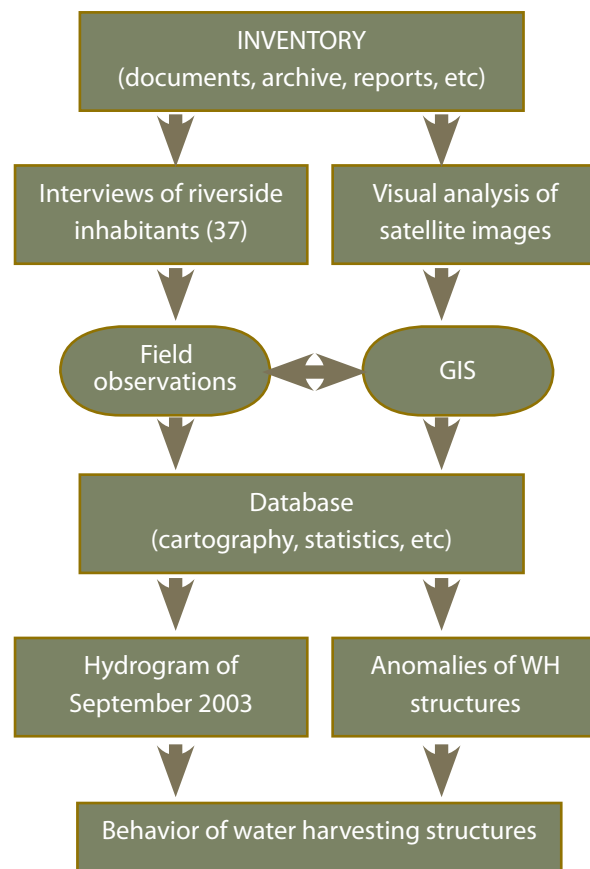 INVENTORY
(documents, archive, reports, etc)
Interviews of riverside
inhabitants (37)
Visual analysis of
satellite images
Field
observations
GIS
Database
(cartography, statistics, etc)
Hydrogram of
September 2003
Anomalies of WH
structures
Behavior of water harvesting structures